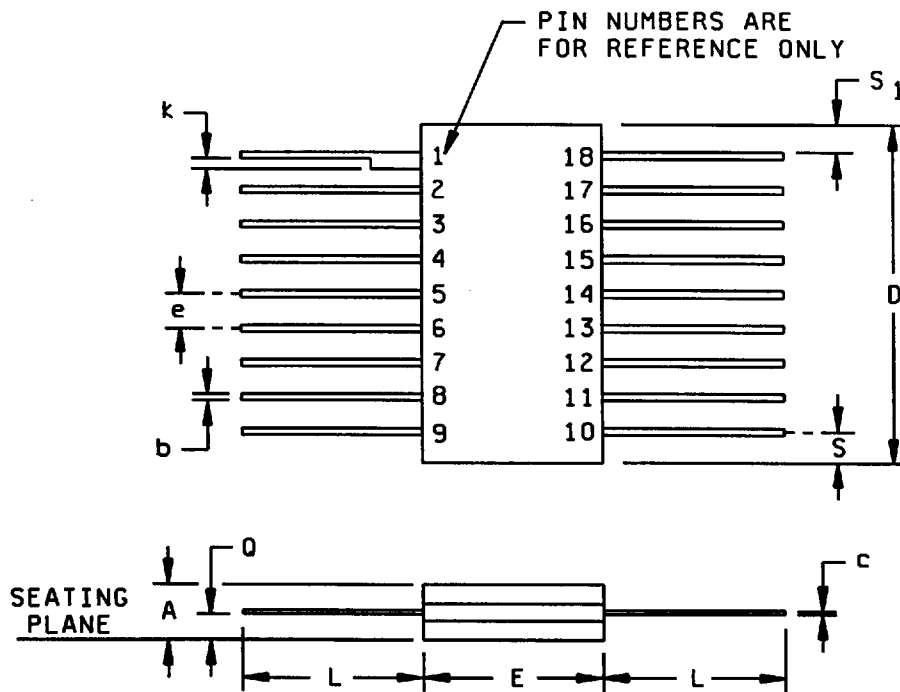 PIN NUMBERS ARE
FOR REFERENCE ONLY
S1
k
1 18
2 17
3 16
4 15
5 14
e
D
6 13
7 12
8 11
9 10
b
S
Q
c
SEATING
PLANE
A
L E L